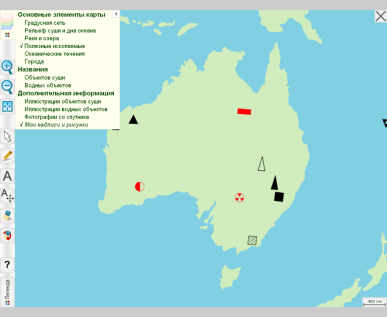 Основные элементы карты
Градусная сеть
Рельеф суши и дна океана
Реки и озера
√ Полезные ископаемые
Океанические течения
Города
Названия
Объектов суши
Водных объектов
Дополнительная информация
Иллюстрации объектов суши
Иллюстрации водных объектов
Фотографии со спутника
√ Мои надписи и рисунки
A
A
?
Легенда
400 км